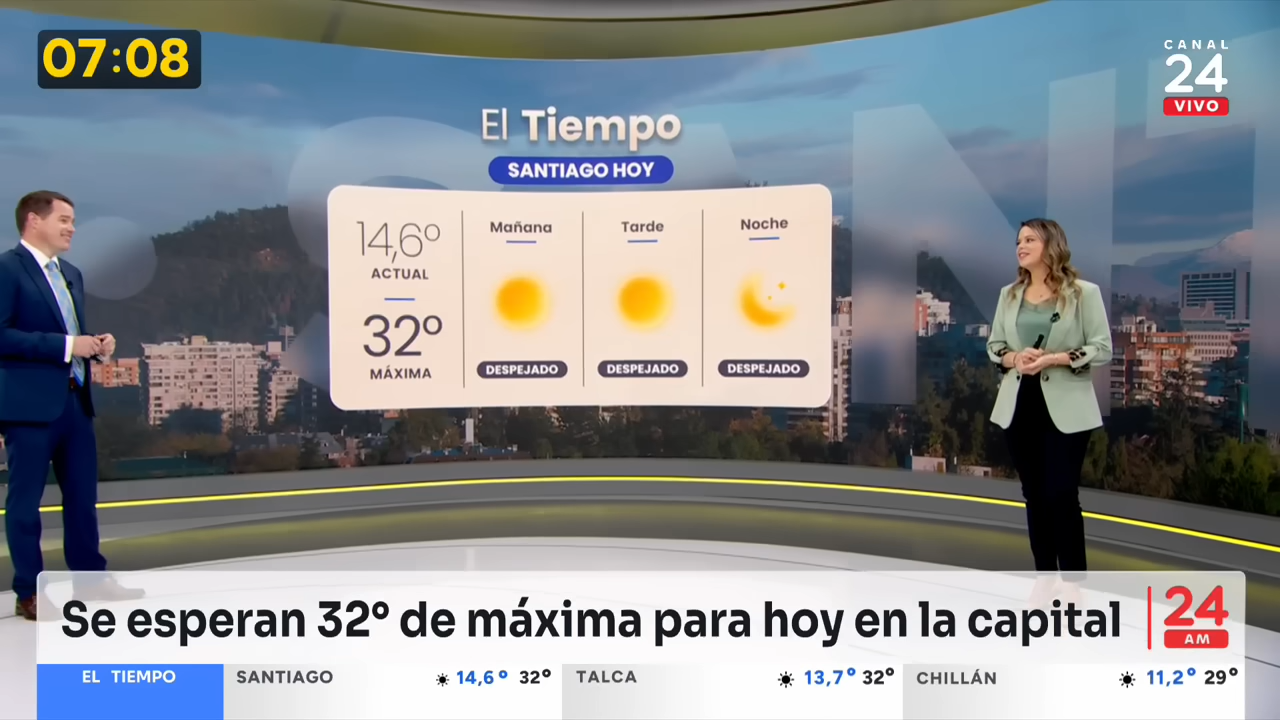 07:08
CANAL
24
VIVO
El Tiempo
SANTIAGO HOY
14,6º
ACTUAL
32º
MÁXIMA
Mañana
DESPEJADO
Tarde
DESPEJADO
Noche
DESPEJADO
Se esperan 32º de máxima para hoy en la capital
24
AM
EL TIEMPO
SANTIAGO 14,6º 32º
TALCA 13,7º 32º
CHILLÁN 11,2º 29º